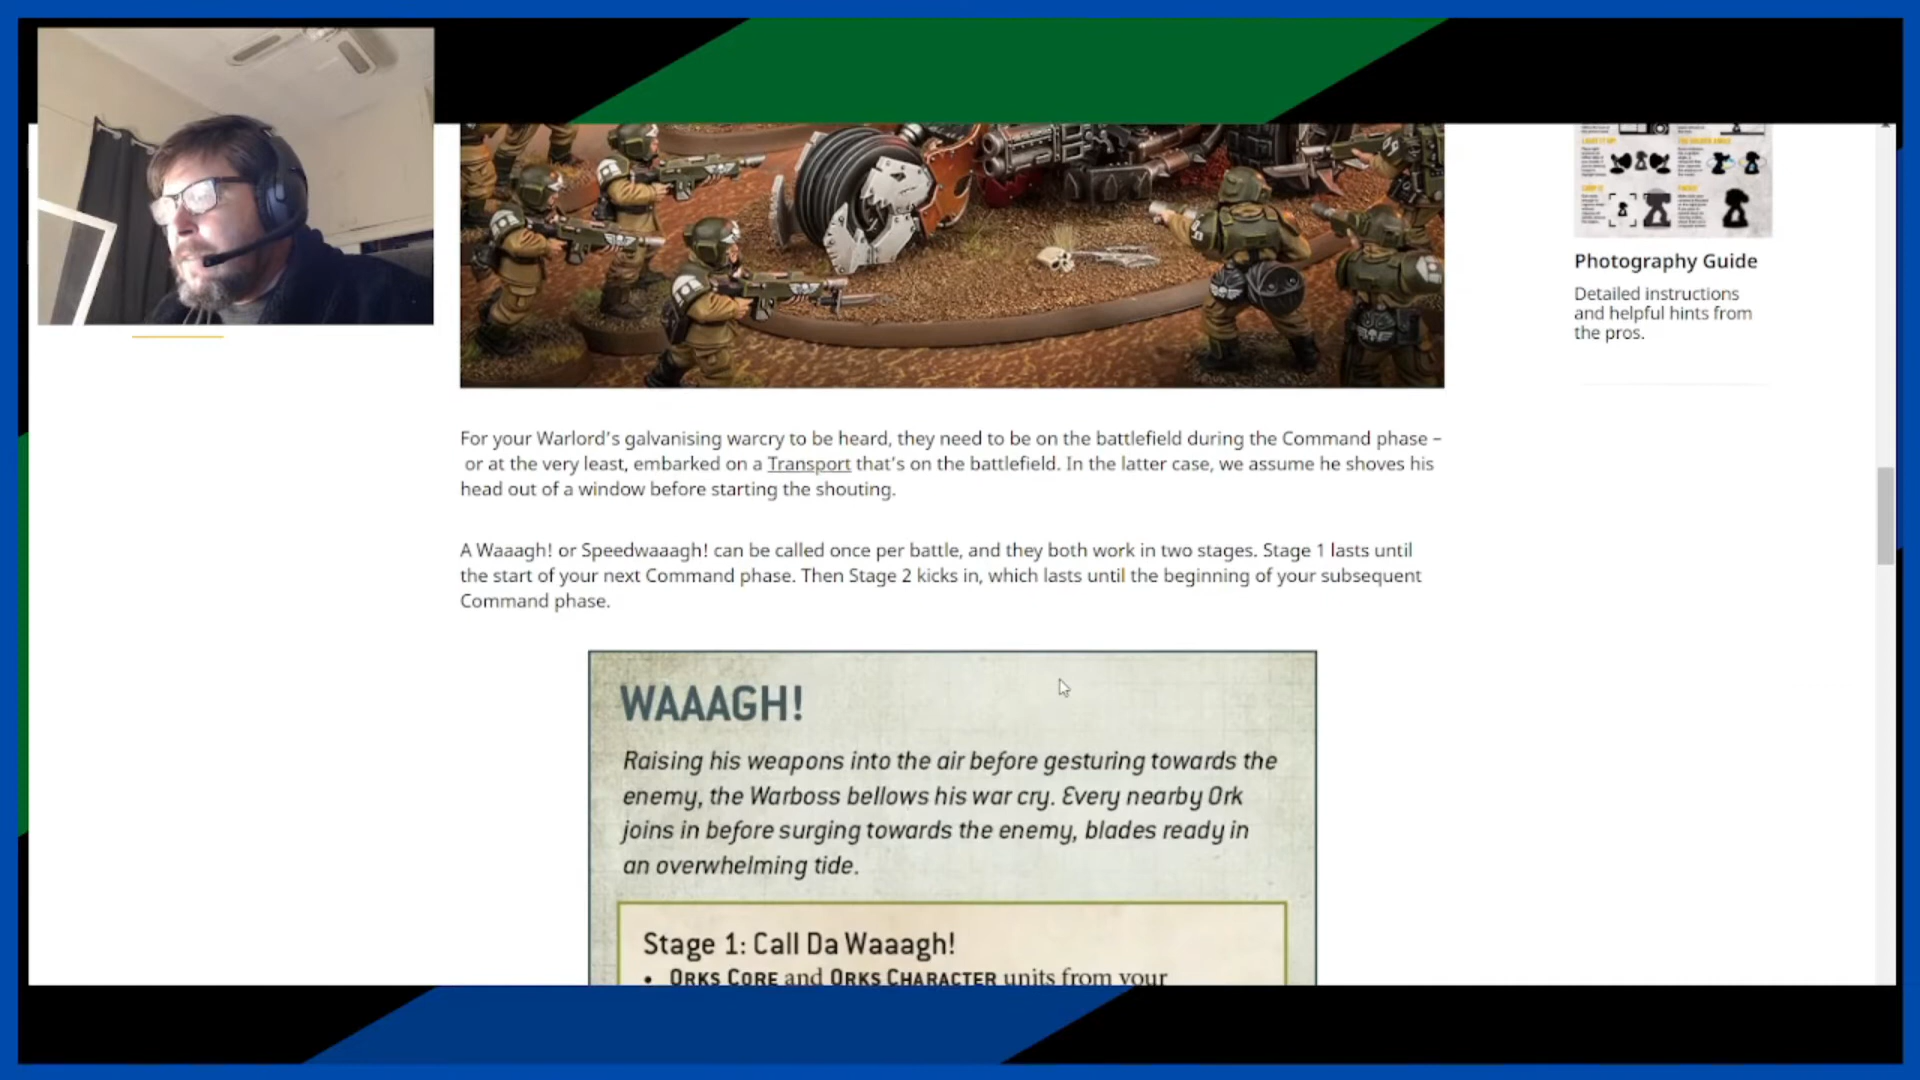 Photography Guide
Detailed instructions
and helpful hints from
the pros.
For your Warlord's galvanising warcry to be heard, they need to be on the battlefield during the Command phase –
or at the very least, embarked on a Transport that's on the battlefield. In the latter case, we assume he shoves his
head out of a window before starting the shouting.
A Waaagh! or Speedwaaagh! can be called once per battle, and they both work in two stages. Stage 1 lasts until
the start of your next Command phase. Then Stage 2 kicks in, which lasts until the beginning of your subsequent
Command phase.
WAAAGH!
Raising his weapons into the air before gesturing towards the
enemy, the Warboss bellows his war cry. Every nearby Ork
joins in before surging towards the enemy, blades ready in
an overwhelming tide.
Stage 1: Call Da Waaagh!
• ORKS CORE and ORKS CHARACTER units from your